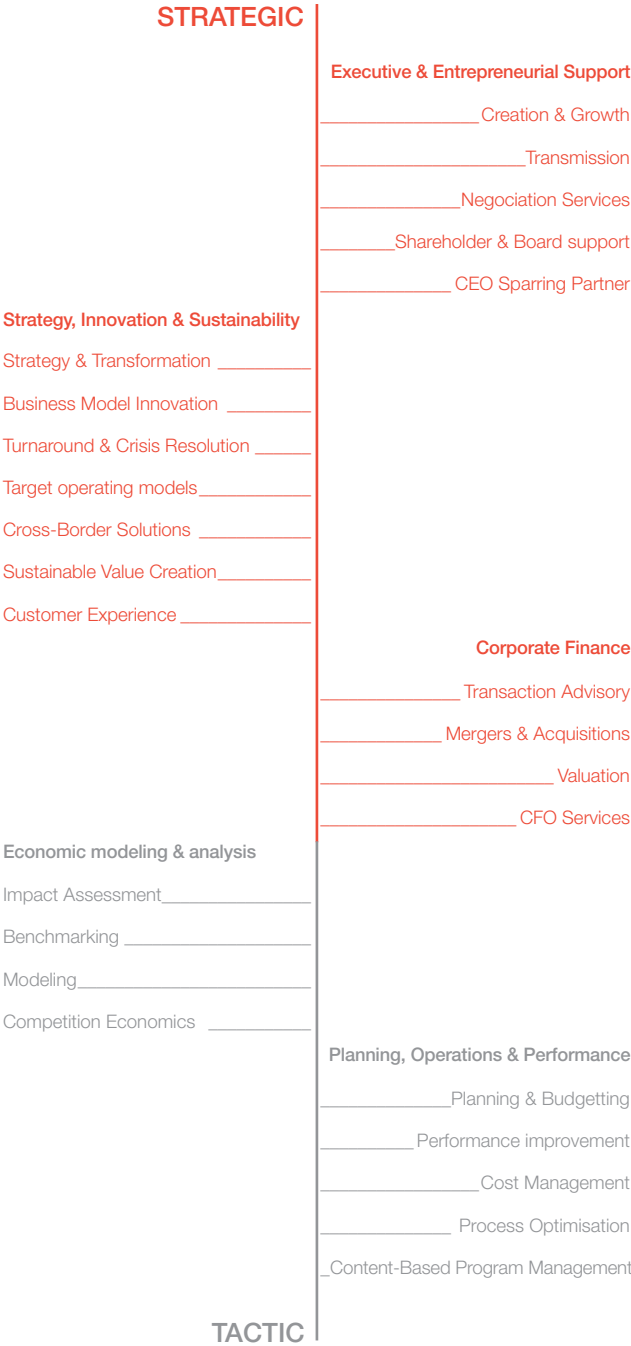 STRATEGIC
Executive & Entrepreneurial Support
Creation & Growth
Transmission
Negociation Services
Shareholder & Board support
CEO Sparring Partner
Strategy, Innovation & Sustainability
Strategy & Transformation
Business Model Innovation
Turnaround & Crisis Resolution
Target operating models
Cross-Border Solutions
Sustainable Value Creation
Customer Experience
Corporate Finance
Transaction Advisory
Mergers & Acquisitions
Valuation
CFO Services
Economic modeling & analysis
Impact Assessment
Benchmarking
Modeling
Competition Economics
Planning, Operations & Performance
Planning & Budgetting
Performance improvement
Cost Management
Process Optimisation
Content-Based Program Management
TACTIC